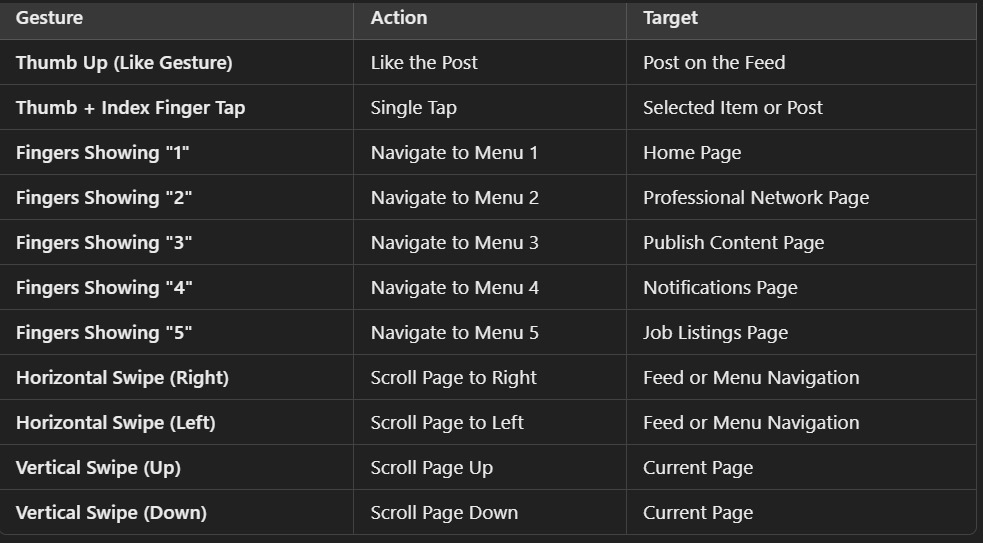 Gesture Action Target
Thumb Up (Like Gesture) Like the Post Post on the Feed
Thumb + Index Finger Tap Single Tap Selected Item or Post
Fingers Showing "1" Navigate to Menu 1 Home Page
Fingers Showing "2" Navigate to Menu 2 Professional Network Page
Fingers Showing "3" Navigate to Menu 3 Publish Content Page
Fingers Showing "4" Navigate to Menu 4 Notifications Page
Fingers Showing "5" Navigate to Menu 5 Job Listings Page
Horizontal Swipe (Right) Scroll Page to Right Feed or Menu Navigation
Horizontal Swipe (Left) Scroll Page to Left Feed or Menu Navigation
Vertical Swipe (Up) Scroll Page Up Current Page
Vertical Swipe (Down) Scroll Page Down Current Page